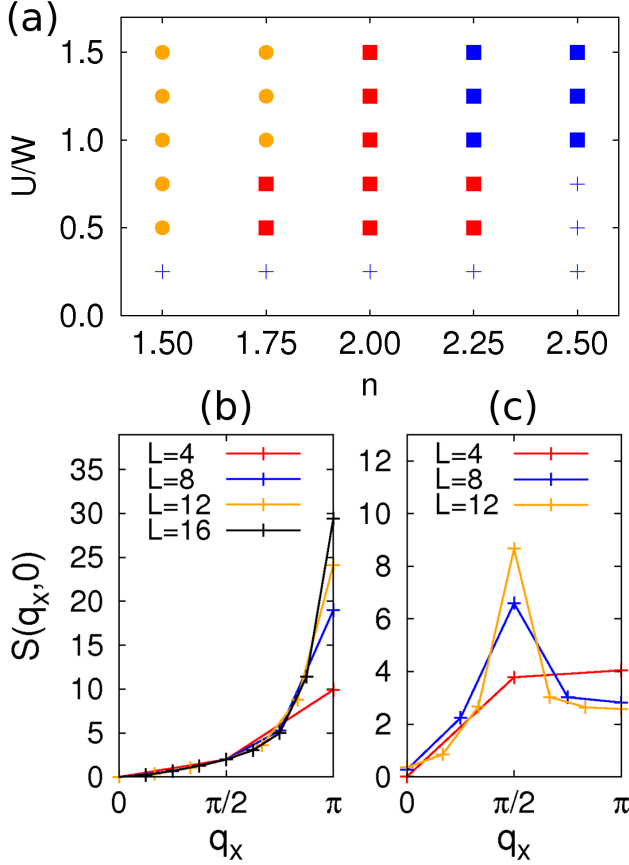 (a)
U/W
1.5
1.0
0.5
0.0
1.50 1.75 2.00 2.25 2.50
n
(b)
S(qx,0)
35
30
25
20
15
10
5
0
L=4
L=8
L=12
L=16
0 π/2 π
qx
(c)
12
10
8
6
4
2
0
L=4
L=8
L=12
0 π/2 π
qx